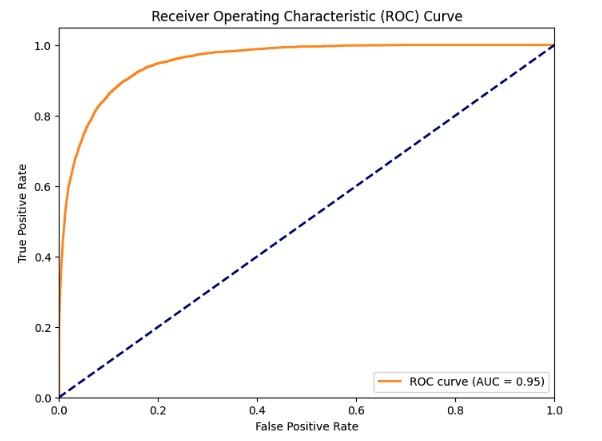 Receiver Operating Characteristic (ROC) Curve
1.0
0.8
0.6
0.4
0.2
0.0
True Positive Rate
ROC curve (AUC = 0.95)
0.0 0.2 0.4 0.6 0.8 1.0
False Positive Rate